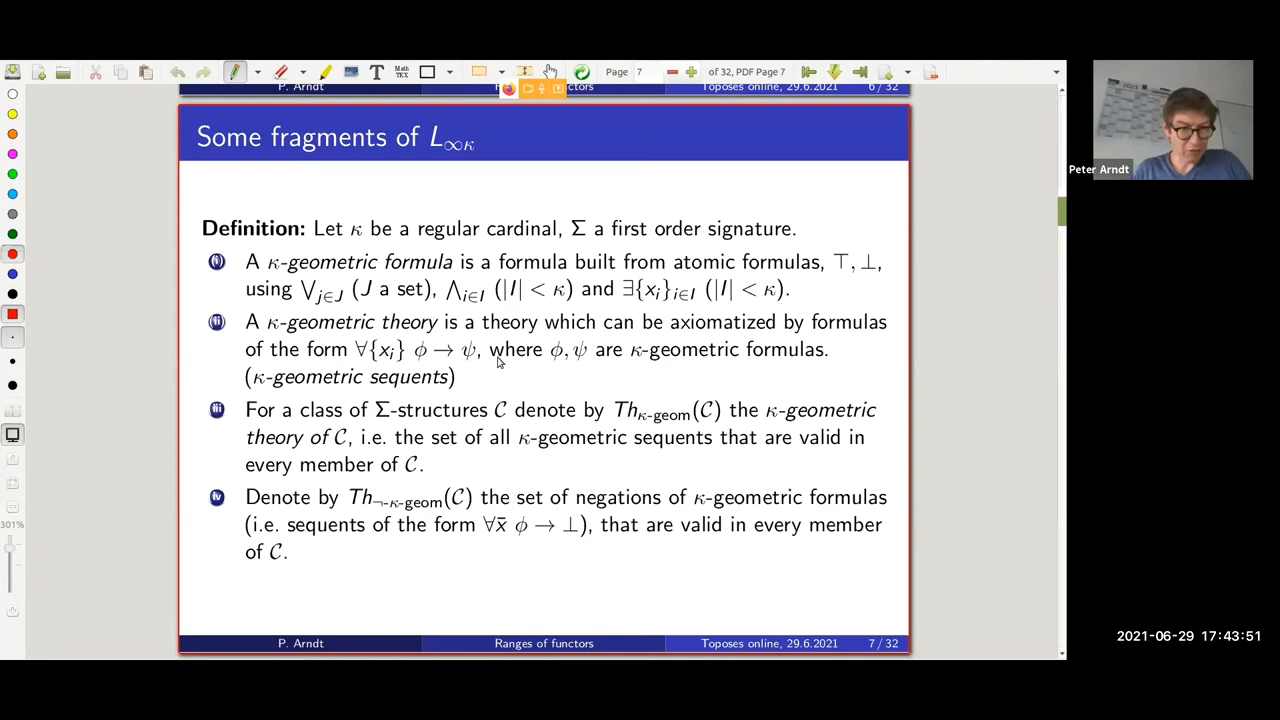 Page 7 of 32, PDF Page 7
P. Arndt Ra ctors Toposes online, 29.6.2021 6 / 32
Some fragments of L∞κ
Peter Arndt
Definition: Let κ be a regular cardinal, Σ a first order signature.
i A κ-geometric formula is a formula built from atomic formulas, ⊤, ⊥,
using ⋁j∈J (J a set), ⋀i∈I (|I| < κ) and ∃{xi}i∈I (|I| < κ).
ii A κ-geometric theory is a theory which can be axiomatized by formulas
of the form ∀{xi} ϕ → ψ, where ϕ, ψ are κ-geometric formulas.
(κ-geometric sequents)
iii For a class of Σ-structures 𝒞 denote by Thκ-geom(𝒞) the κ-geometric
theory of 𝒞, i.e. the set of all κ-geometric sequents that are valid in
every member of 𝒞.
iv Denote by Th¬-κ-geom(𝒞) the set of negations of κ-geometric formulas
(i.e. sequents of the form ∀x̄ ϕ → ⊥), that are valid in every member
of 𝒞.
301%
P. Arndt Ranges of functors Toposes online, 29.6.2021 7 / 32
2021-06-29 17:43:51